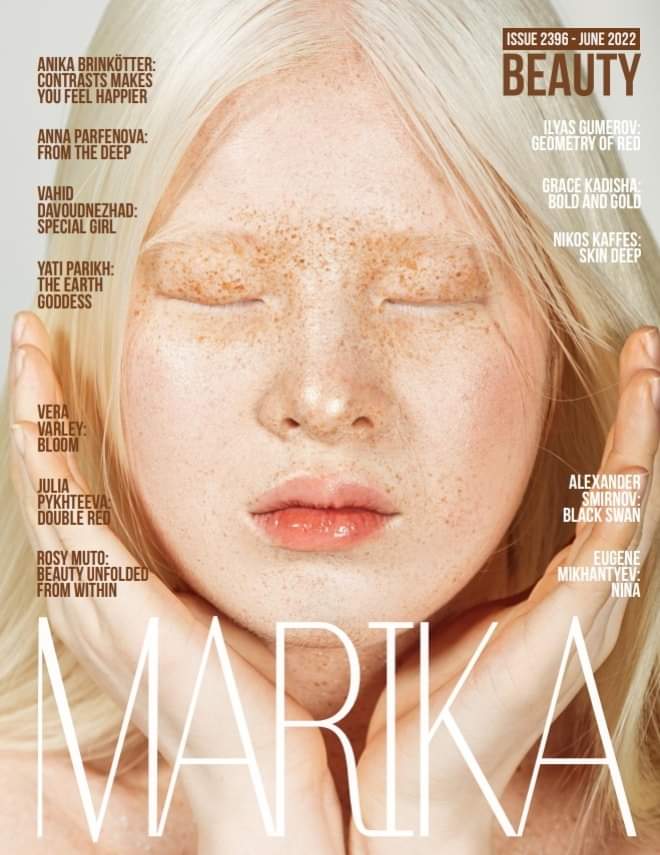 ISSUE 2396 - JUNE 2022
BEAUTY
ANIKA BRINKÖTTER:
CONTRASTS MAKES
YOU FEEL HAPPIER
ANNA PARFENOVA:
FROM THE DEEP
VAHID
DAVOUDNEZHAD:
SPECIAL GIRL
YATI PARIKH:
THE EARTH
GODDESS
VERA
VARLEY:
BLOOM
JULIA
PYKHTEEVA:
DOUBLE RED
ROSY MUTO:
BEAUTY UNFOLDED
FROM WITHIN
ILYAS GUMEROV:
GEOMETRY OF RED
GRACE KADISHA:
BOLD AND GOLD
NIKOS KAFFES:
SKIN DEEP
ALEXANDER
SMIRNOV:
BLACK SWAN
EUGENE
MIKHANTYEV:
NINA
MARIKA